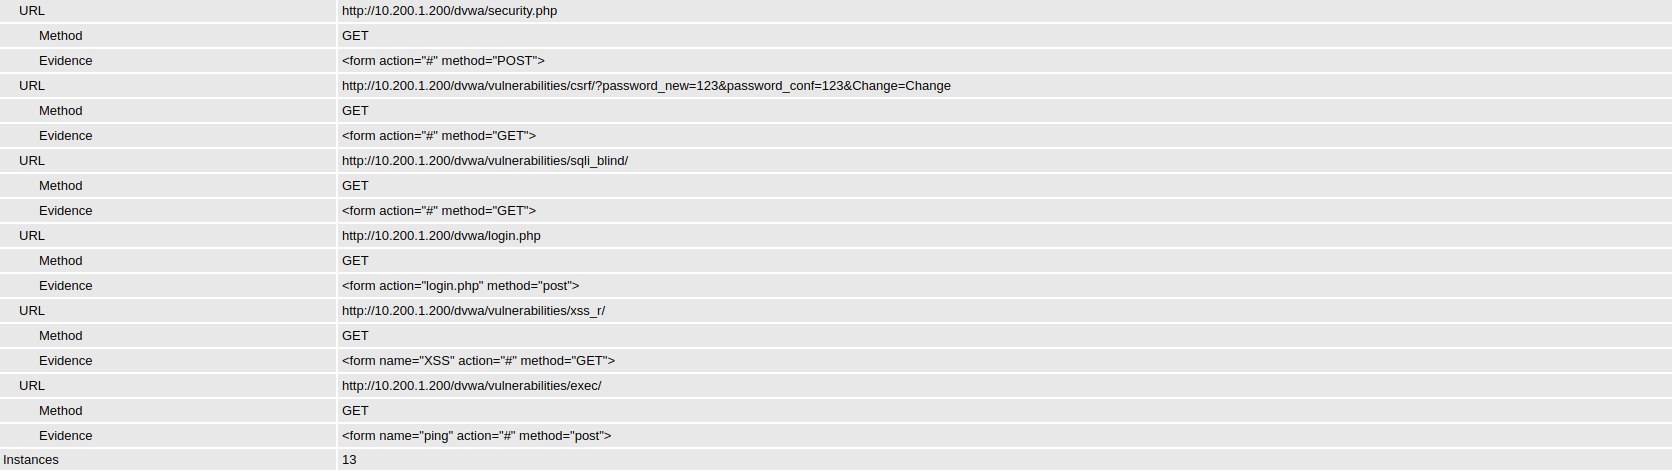 URL http://10.200.1.200/dvwa/security.php
Method GET
Evidence <form action="#" method="POST">
URL http://10.200.1.200/dvwa/vulnerabilities/csrf/?password_new=123&password_conf=123&Change=Change
Method GET
Evidence <form action="#" method="GET">
URL http://10.200.1.200/dvwa/vulnerabilities/sqli_blind/
Method GET
Evidence <form action="#" method="GET">
URL http://10.200.1.200/dvwa/login.php
Method GET
Evidence <form action="login.php" method="post">
URL http://10.200.1.200/dvwa/vulnerabilities/xss_r/
Method GET
Evidence <form name="XSS" action="#" method="GET">
URL http://10.200.1.200/dvwa/vulnerabilities/exec/
Method GET
Evidence <form name="ping" action="#" method="post">
Instances 13